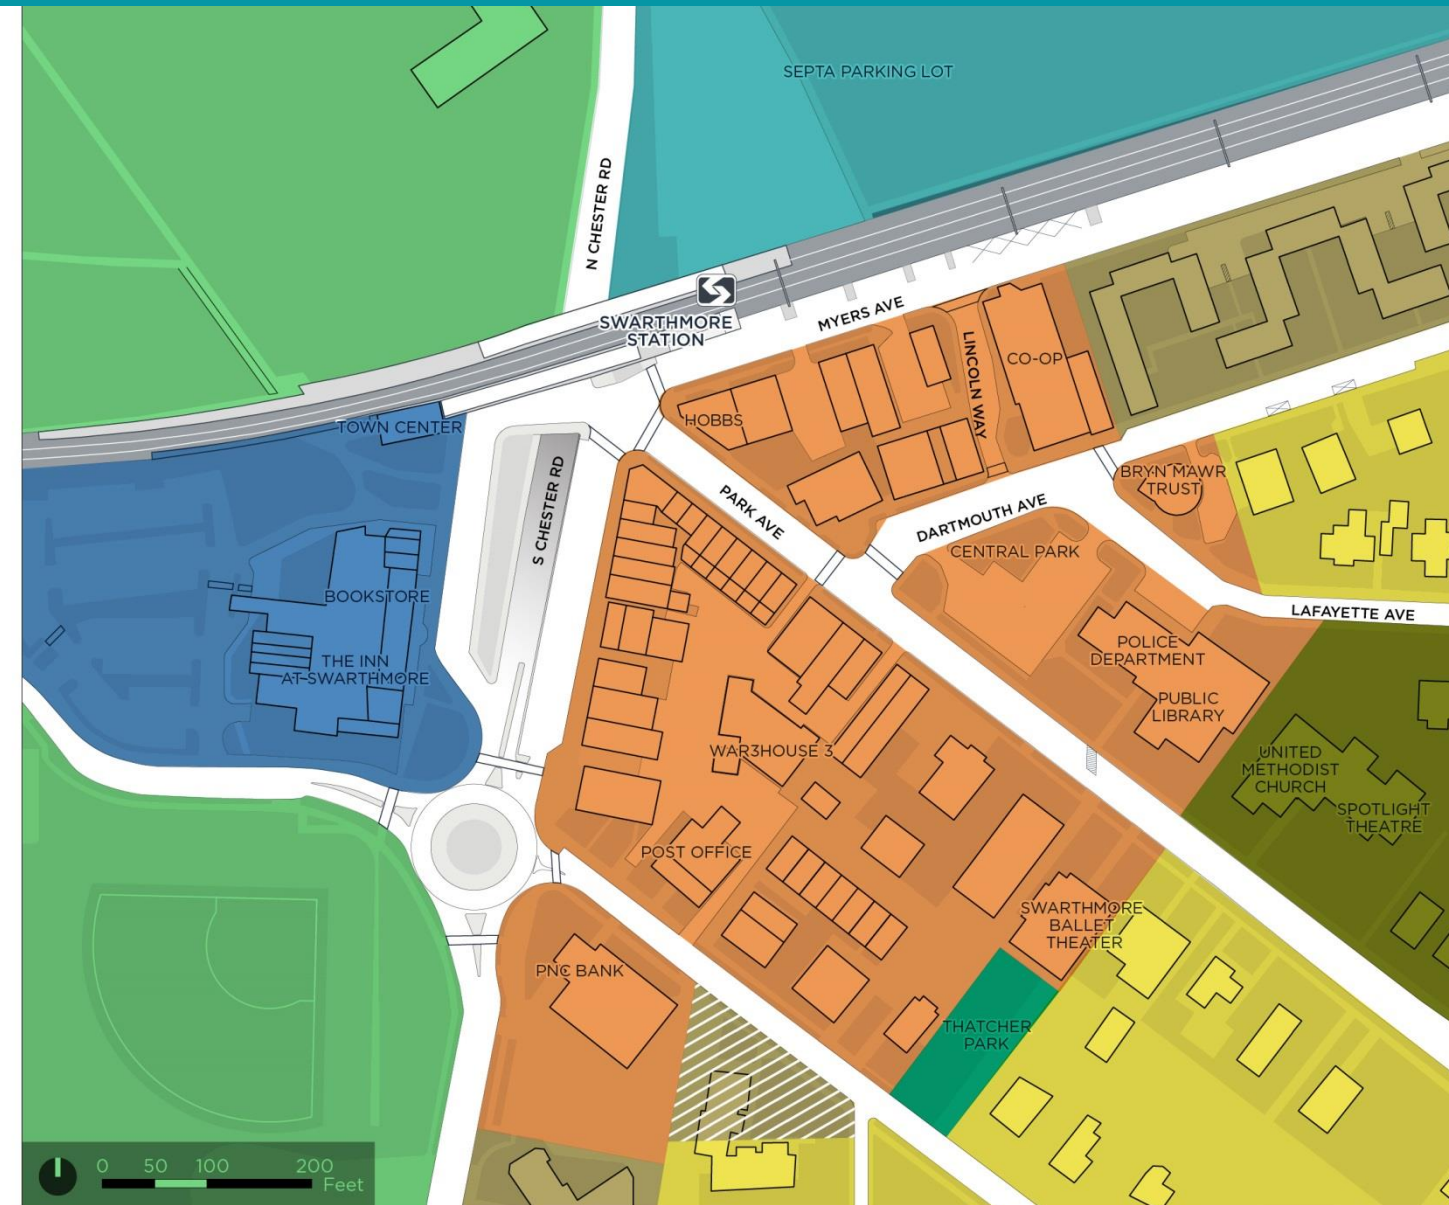 SEPTA PARKING LOT
N CHESTER RD
SWARTHMORE
STATION
MYERS AVE
LINCOLN WAY
CO-OP
HOBBS
TOWN CENTER
S CHESTER RD
PARK AVE
BRYN MAWR
TRUST
DARTMOUTH AVE
CENTRAL PARK
BOOKSTORE
LAFAYETTE AVE
THE INN
AT SWARTHMORE
POLICE
DEPARTMENT
PUBLIC
LIBRARY
WAR3HOUSE 3
UNITED
METHODIST
CHURCH
SPOTLIGHT
THEATRE
POST OFFICE
SWARTHMORE
BALLET
THEATER
PNC BANK
THATCHER
PARK
0 50 100 200
Feet